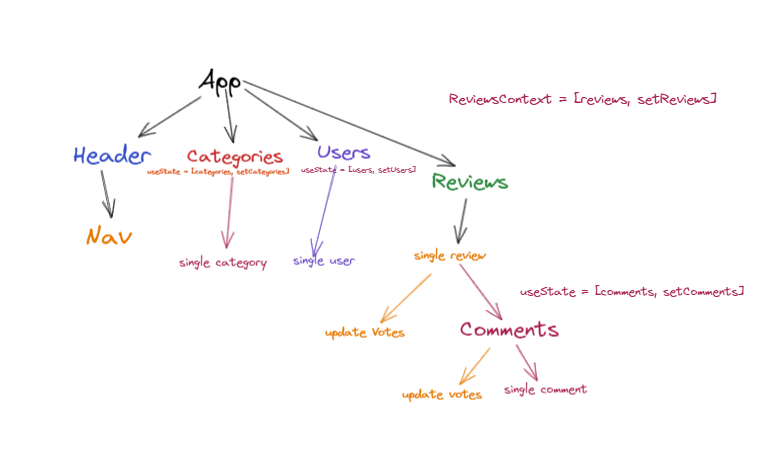 App
ReviewsContext = [reviews, setReviews]
Header
Categories
useState = [categories, setCategories]
Users
useState = [users, setUsers]
Reviews
Nav
single category
single user
single review
useState = [comments, setComments]
update Votes
Comments
update votes
single comment